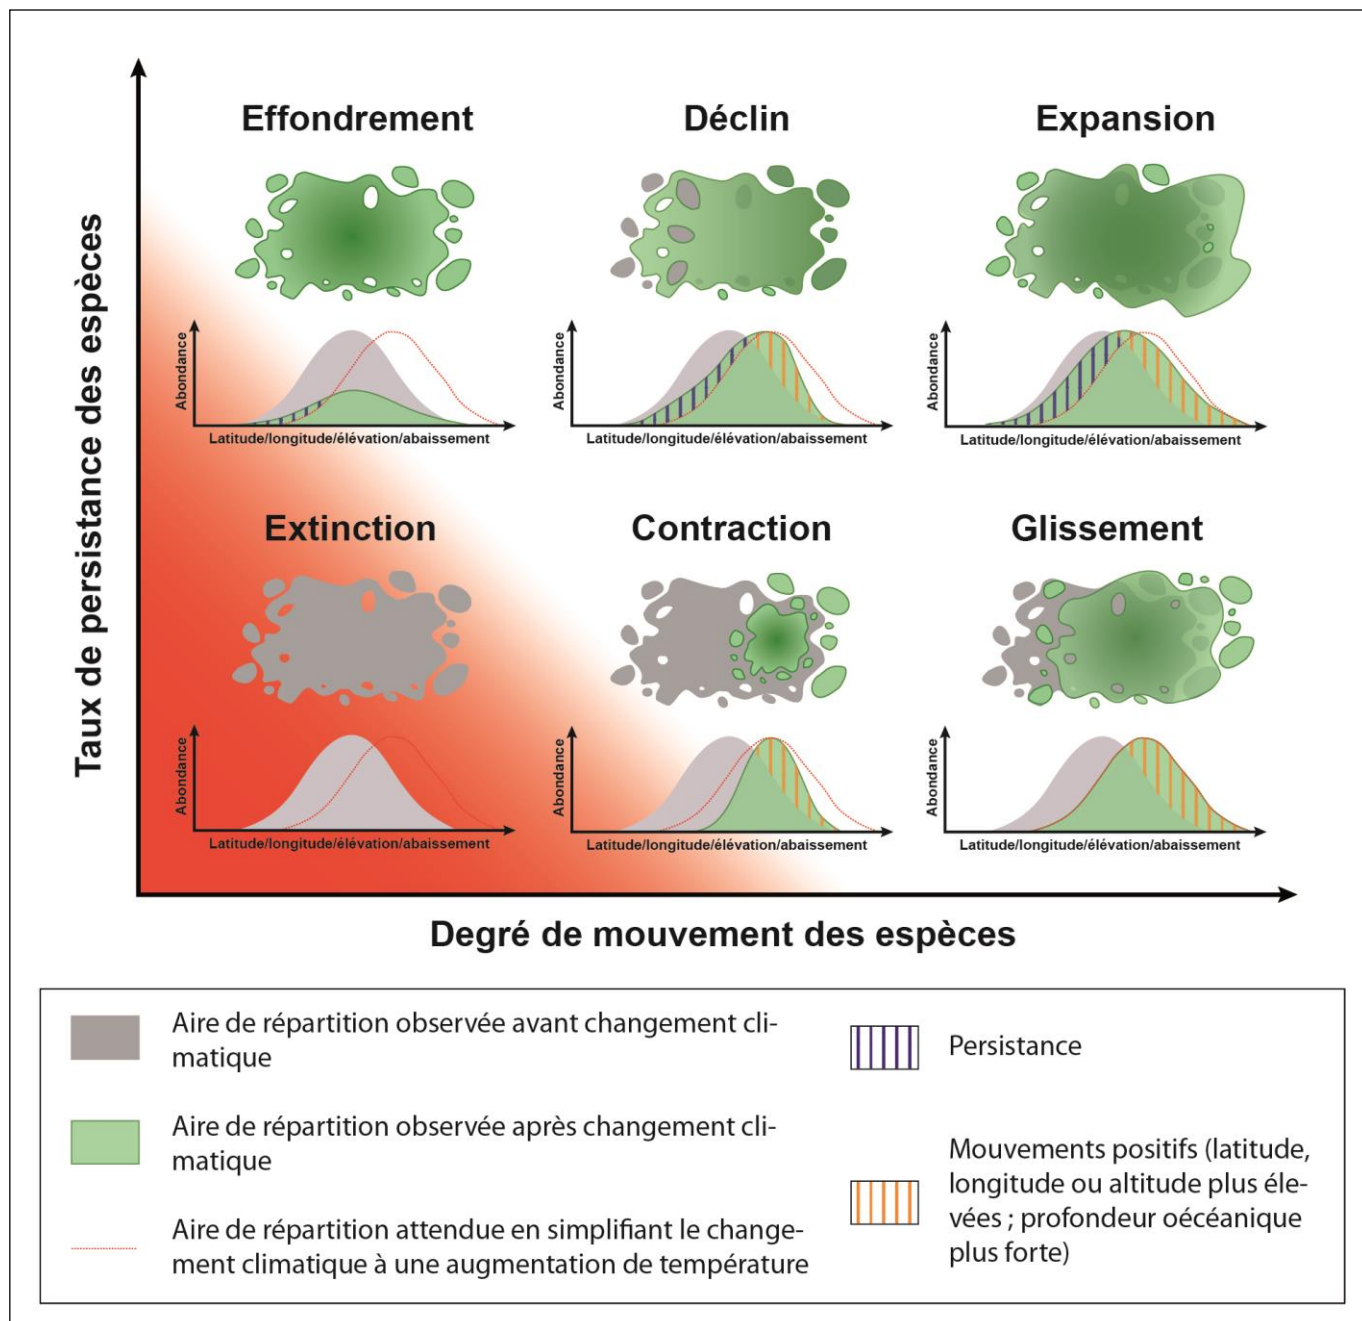 Taux de persistance des espèces
Effondrement
Déclin
Expansion
Abondance
Latitude/longitude/élévation/abaissement
Abondance
Latitude/longitude/élévation/abaissement
Abondance
Latitude/longitude/élévation/abaissement
Extinction
Contraction
Glissement
Abondance
Latitude/longitude/élévation/abaissement
Abondance
Latitude/longitude/élévation/abaissement
Abondance
Latitude/longitude/élévation/abaissement
Degré de mouvement des espèces
Aire de répartition observée avant changement cli-
matique
Aire de répartition observée après changement cli-
matique
Aire de répartition attendue en simplifiant le change-
ment climatique à une augmentation de température
Persistance
Mouvements positifs (latitude,
longitude ou altitude plus éle-
vées ; profondeur oécéanique
plus forte)